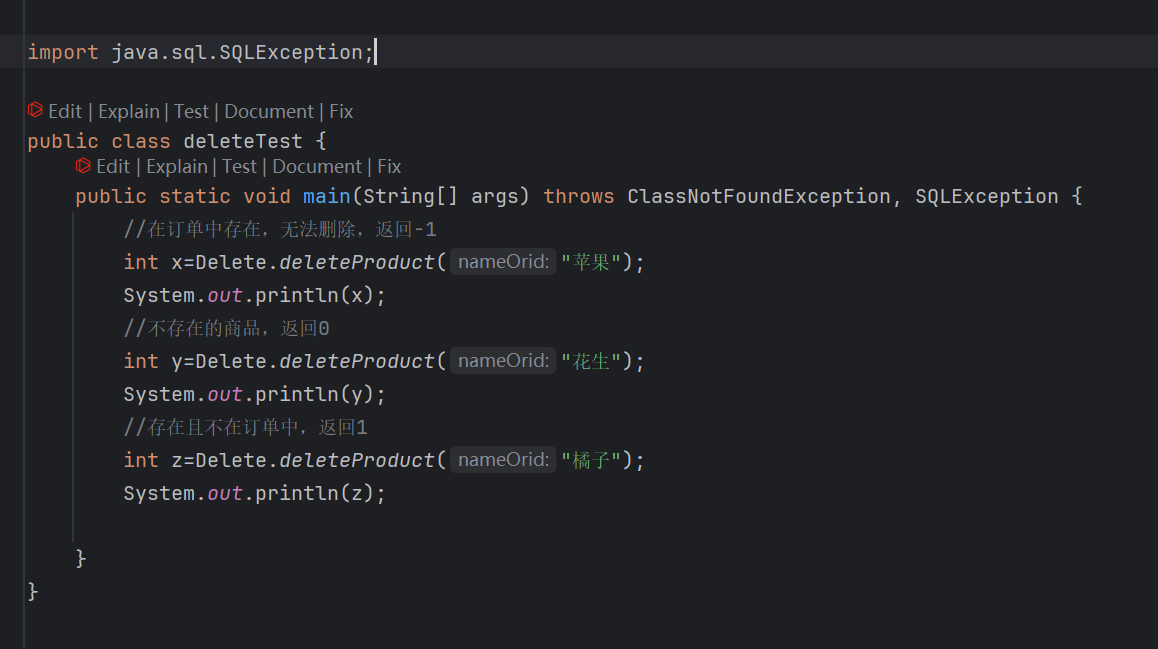 import java.sql.SQLException;
Edit | Explain | Test | Document | Fix
public class deleteTest {
Edit | Explain | Test | Document | Fix
public static void main(String[] args) throws ClassNotFoundException, SQLException {
//在订单中存在，无法删除，返回-1
int x=Delete.deleteProduct( nameOrid: "苹果");
System.out.println(x);
//不存在的商品，返回0
int y=Delete.deleteProduct( nameOrid: "花生");
System.out.println(y);
//存在且不在订单中，返回1
int z=Delete.deleteProduct( nameOrid: "橘子");
System.out.println(z);
}
}